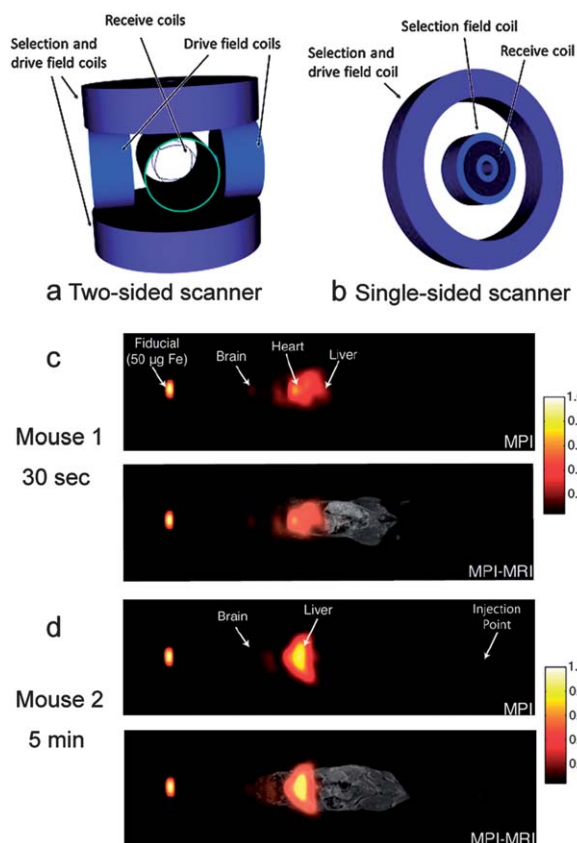 Receive coils
Selection and
drive field coils
Drive field coils
a Two-sided scanner
Selection
field coil
Selection and
drive field coil
Receive coil
b Single-sided scanner
c
Mouse 1
30 sec
Fiducial
(50 µg Fe)
Brain
Heart
Liver
MPI
MPI-MRI
d
Mouse 2
5 min
Brain
Liver
Injection
Point
MPI
MPI-MRI